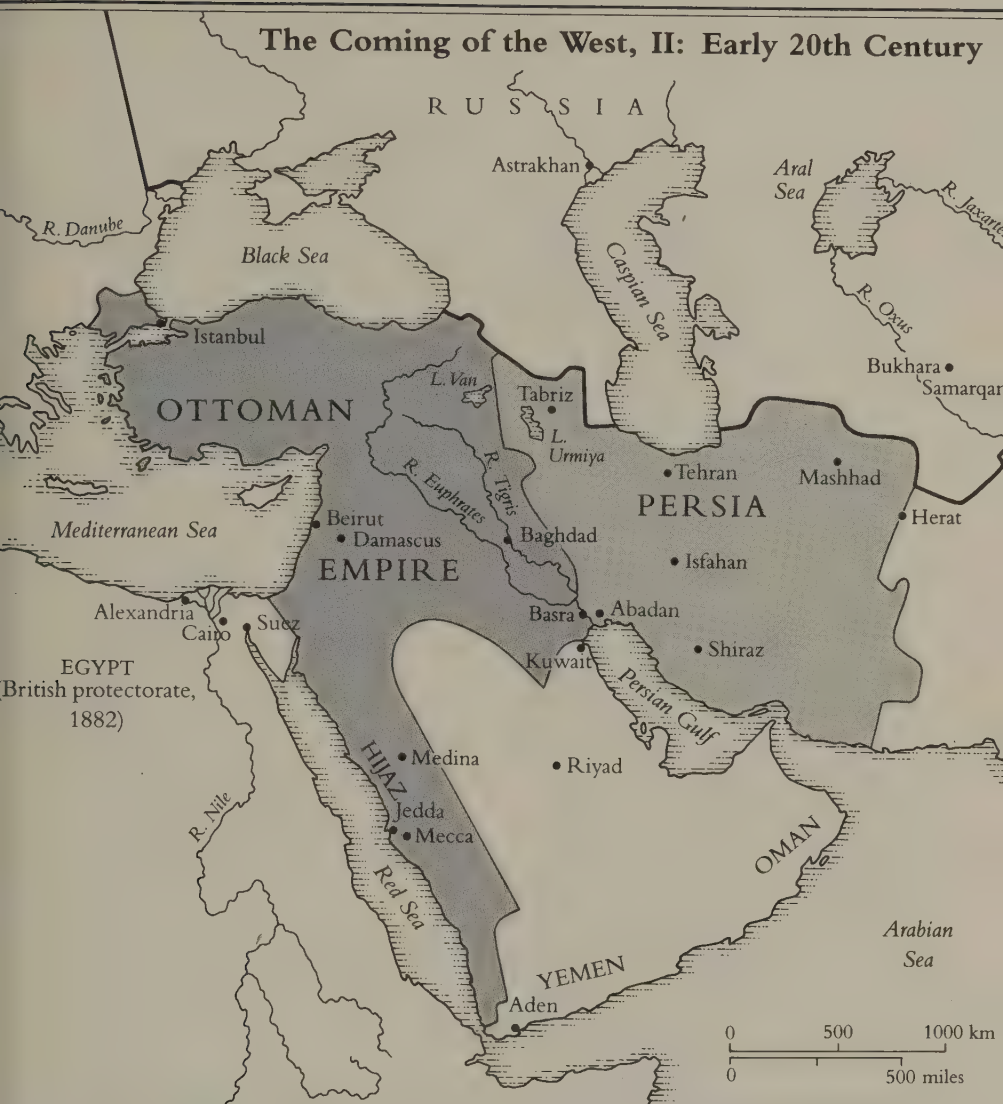 The Coming of the West, II: Early 20th Century
RUSSIA
Astrakhan
Aral
Sea
R. Danube
Black Sea
Caspian Sea
R. Oxus
Istanbul
Bukhara
L. Van
Tabriz
OTTOMAN
L.
Urmiya
Tehran
Mashhad
R. Euphrates
R. Tigris
PERSIA
Mediterranean Sea
Beirut
Damascus
Baghdad
Herat
EMPIRE
Isfahan
Alexandria
Cairo
Suez
Basra
Abadan
Kuwait
Shiraz
EGYPT
(British protectorate,
1882)
Persian Gulf
HIJAZ
Medina
Riyad
R. Nile
Jedda
Mecca
OMAN
Red Sea
Arabian
Sea
YEMEN
Aden
0 500 1000 km
0 500 miles